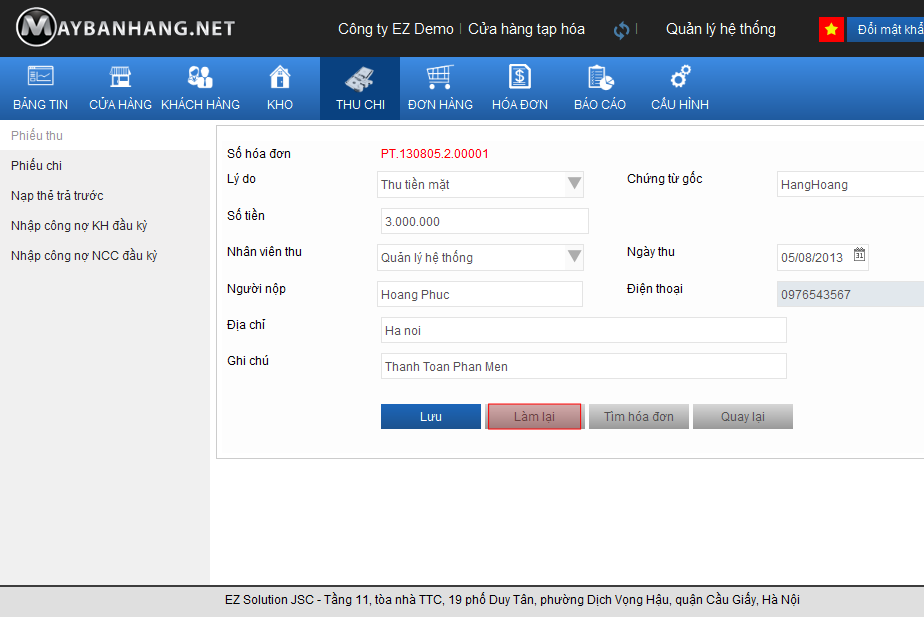 MAYBANHANG.NET
Công ty EZ Demo | Cửa hàng tạp hóa | Quản lý hệ thống Đổi mật khẩ
BẢNG TIN CỬA HÀNG KHÁCH HÀNG KHO THU CHI ĐƠN HÀNG HÓA ĐƠN BÁO CÁO CẤU HÌNH
Phiếu thu
Phiếu chi
Nạp thẻ trả trước
Nhập công nợ KH đầu kỳ
Nhập công nợ NCC đầu kỳ
Số hóa đơn PT.130805.2.00001
Lý do Thu tiền mặt Chứng từ gốc HangHoang
Số tiền 3.000.000
Nhân viên thu Quản lý hệ thống Ngày thu 05/08/2013 31
Người nộp Hoang Phuc Điện thoại 0976543567
Địa chỉ Ha noi
Ghi chú Thanh Toan Phan Men
Lưu Làm lại Tìm hóa đơn Quay lại
EZ Solution JSC - Tầng 11, tòa nhà TTC, 19 phố Duy Tân, phường Dịch Vọng Hậu, quận Cầu Giấy, Hà Nội